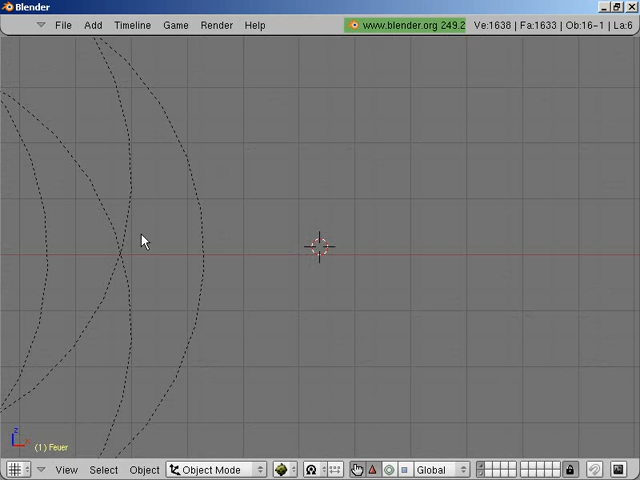 Blender
File Add Timeline Game Render Help www.blender.org 249.2 Ve:1638 | Fa:1633 | Ob:16-1 | La:6
z
x
(1) Feuer
View Select Object Object Mode Global